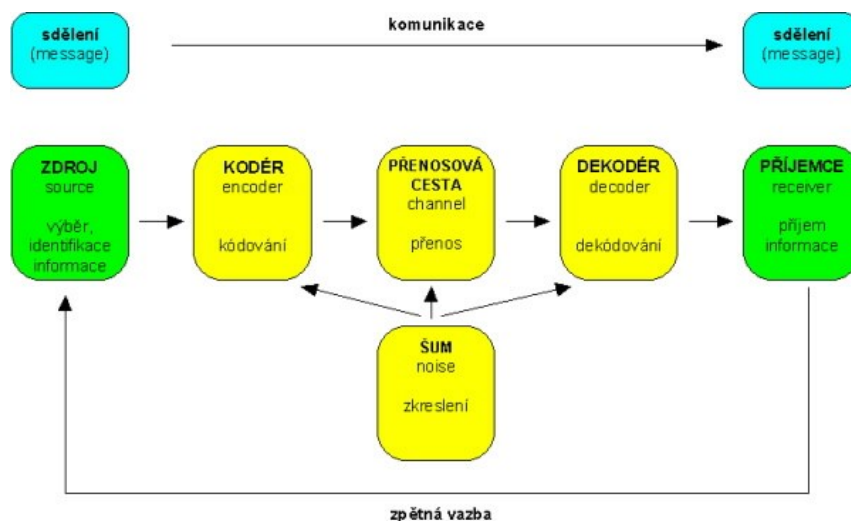 sdělení
(message)
komunikace
sdělení
(message)
ZDROJ
source
výběr,
identifikace
informace
KODÉR
encoder
kódování
PŘENOSOVÁ
CESTA
channel
přenos
DEKODÉR
decoder
dekódování
PŘÍJEMCE
receiver
příjem
informace
ŠUM
noise
zkreslení
zpětná vazba